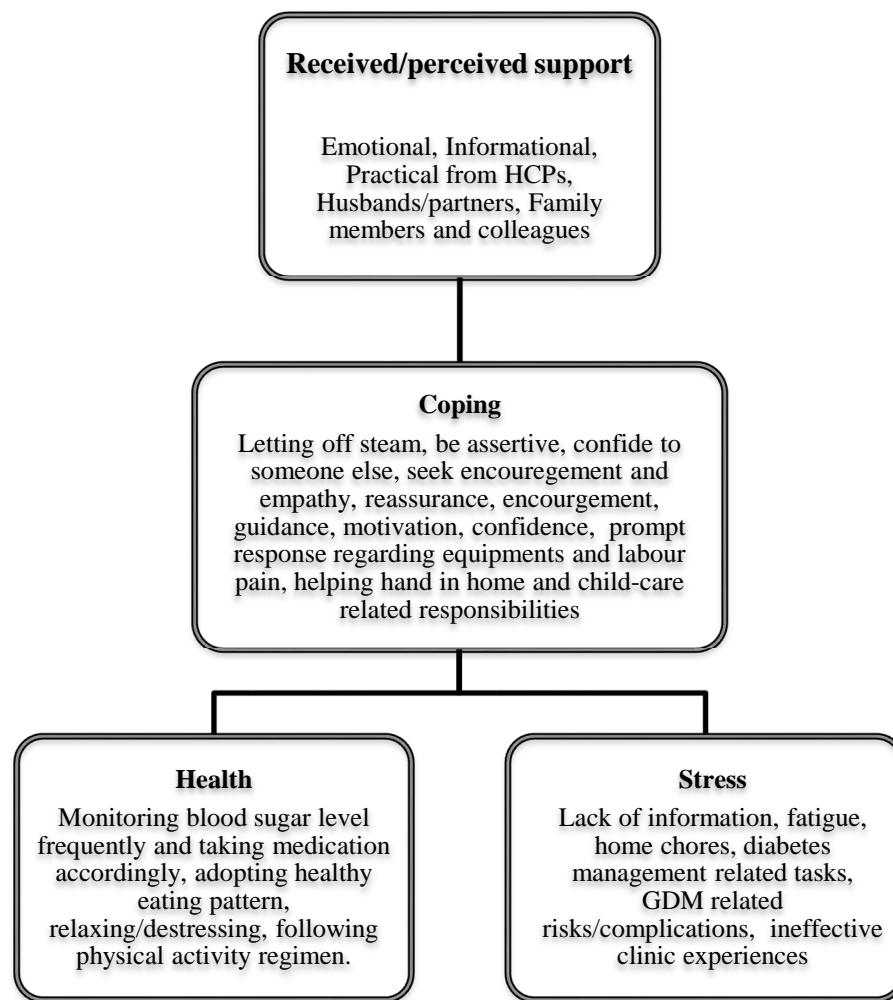 Received/perceived support
Emotional, Informational,
Practical from HCPs,
Husbands/partners, Family
members and colleagues
Coping
Letting off steam, be assertive, confide to
someone else, seek encouregement and
empathy, reassurance, encourgement,
guidance, motivation, confidence, prompt
response regarding equipments and labour
pain, helping hand in home and child-care
related responsibilities
Health
Monitoring blood sugar level
frequently and taking medication
accordingly, adopting healthy
eating pattern,
relaxing/destressing, following
physical activity regimen.
Stress
Lack of information, fatigue,
home chores, diabetes
management related tasks,
GDM related
risks/complications, ineffective
clinic experiences